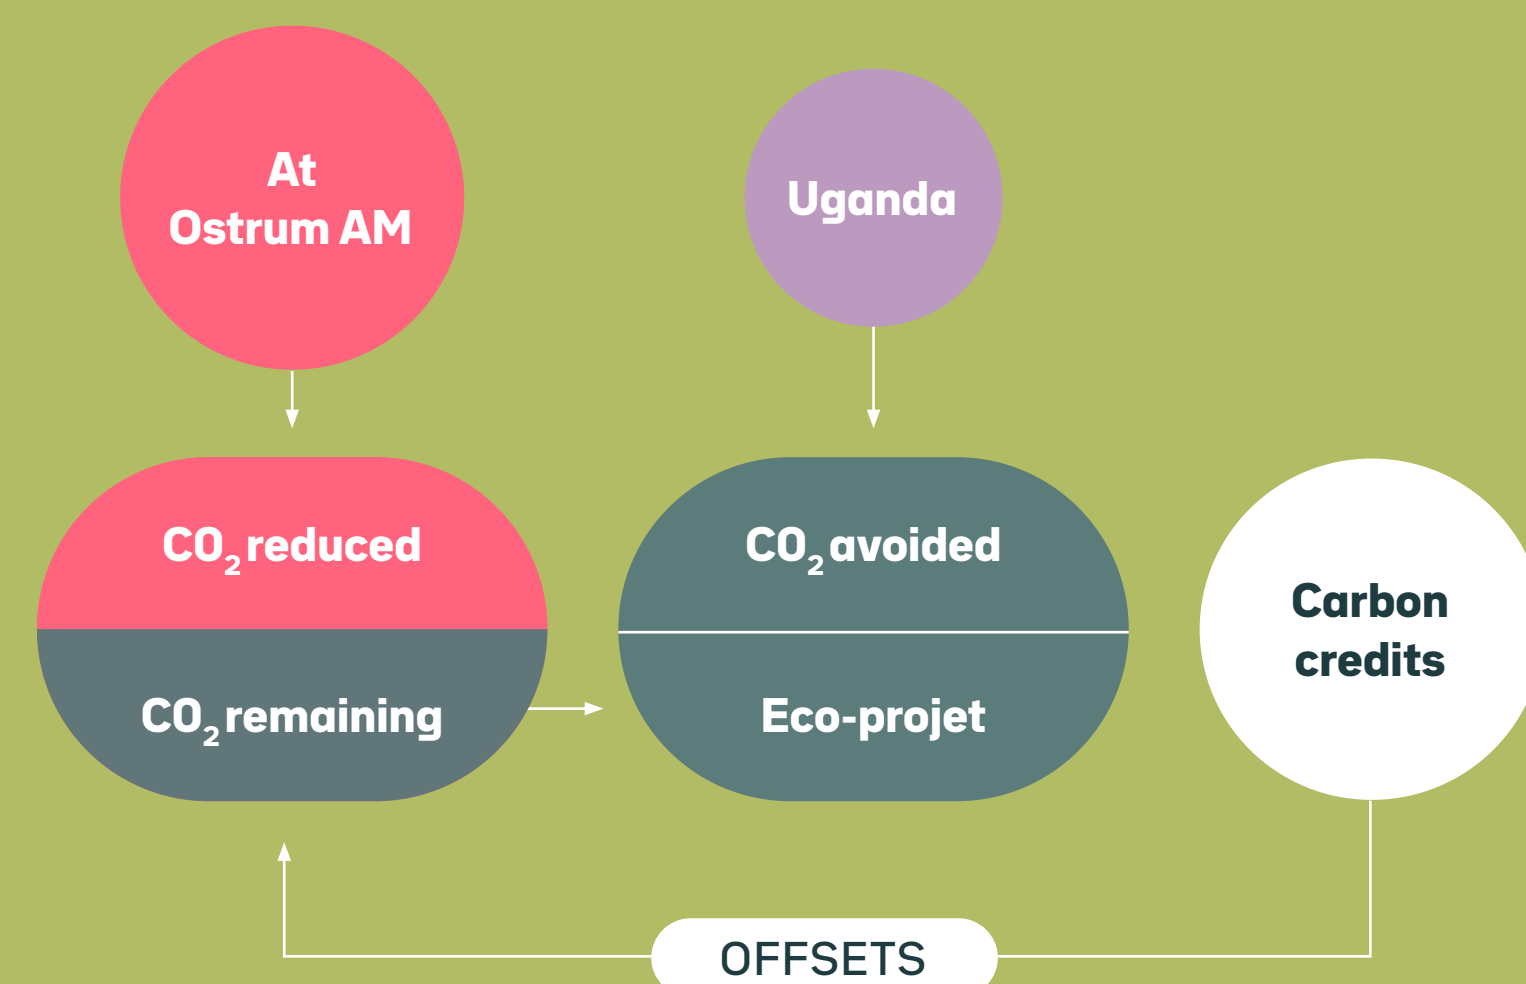 At
Ostrum AM
Uganda
CO₂ reduced
CO₂ remaining
CO₂ avoided
Eco-projet
Carbon
credits
OFFSETS